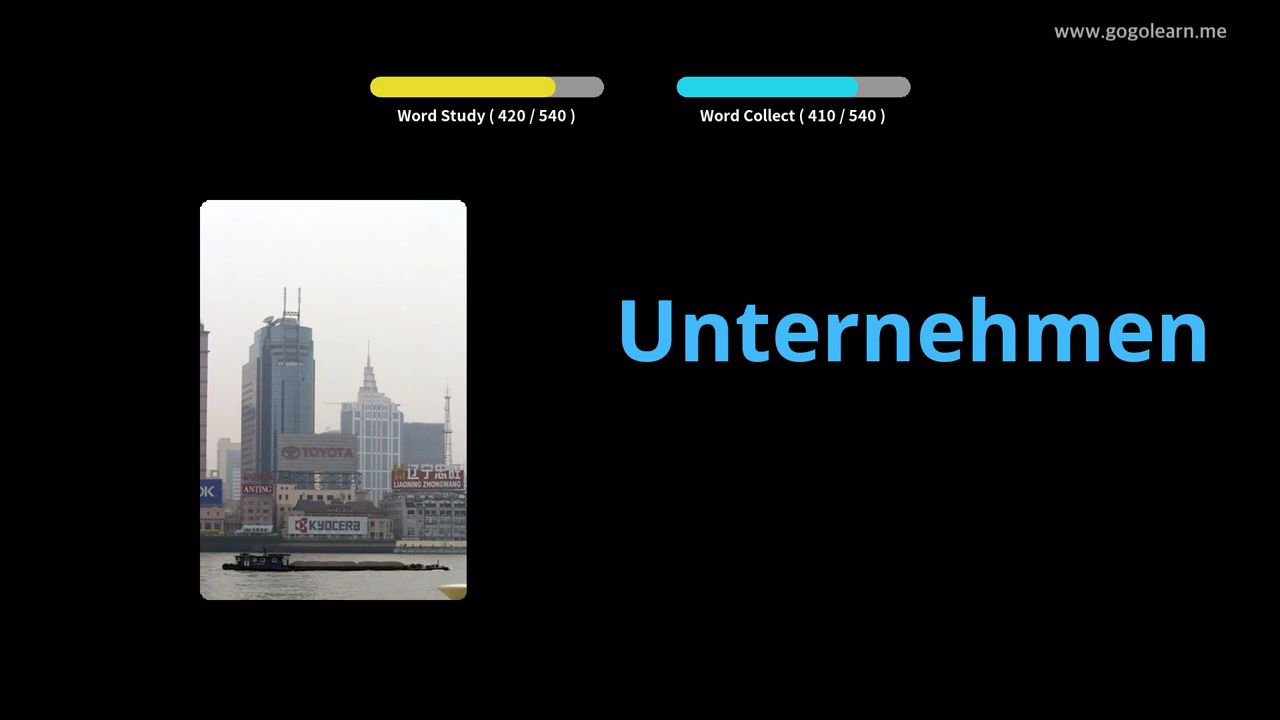 www.gogolearn.me
Word Study ( 420 / 540 )
Word Collect ( 410 / 540 )
Unternehmen
TOYOTA
辽宁忠旺
LIAONING ZHONGWANG
OK
ANTING
KYOCERA